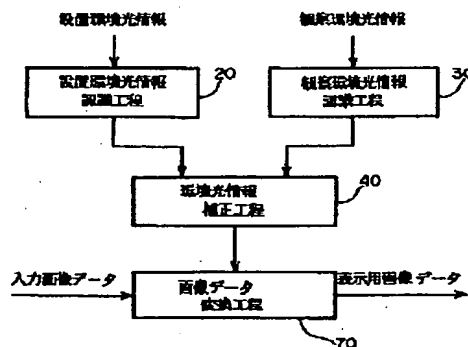 設置環境光情報
観察環境光情報
設置環境光情報
認識工程
20
観察環境光情報
認識工程
30
環境光情報
補正工程
40
入力画像データ
画像データ
変換工程
表示用画像データ
70